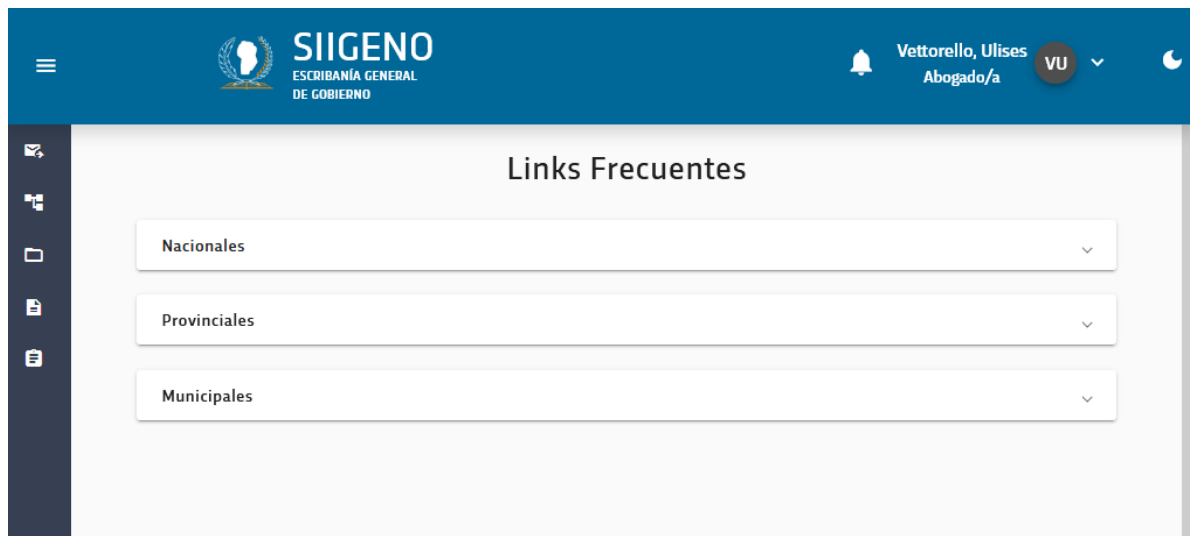 SIIGENO
ESCRIBANÍA GENERAL
DE GOBIERNO
Vettorello, Ulises
Abogado/a
VU
Links Frecuentes
Nacionales
Provinciales
Municipales